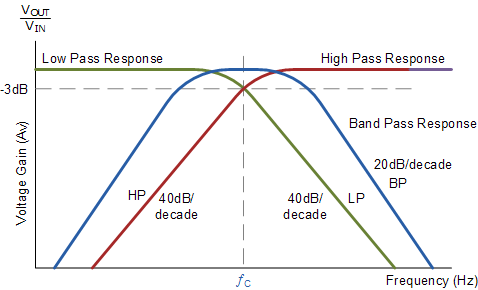 VOUT
VIN
Low Pass Response
High Pass Response
-3dB
Band Pass Response
Voltage Gain (Av)
20dB/decade
BP
HP
40dB/
decade
40dB/
decade
LP
fC
Frequency (Hz)